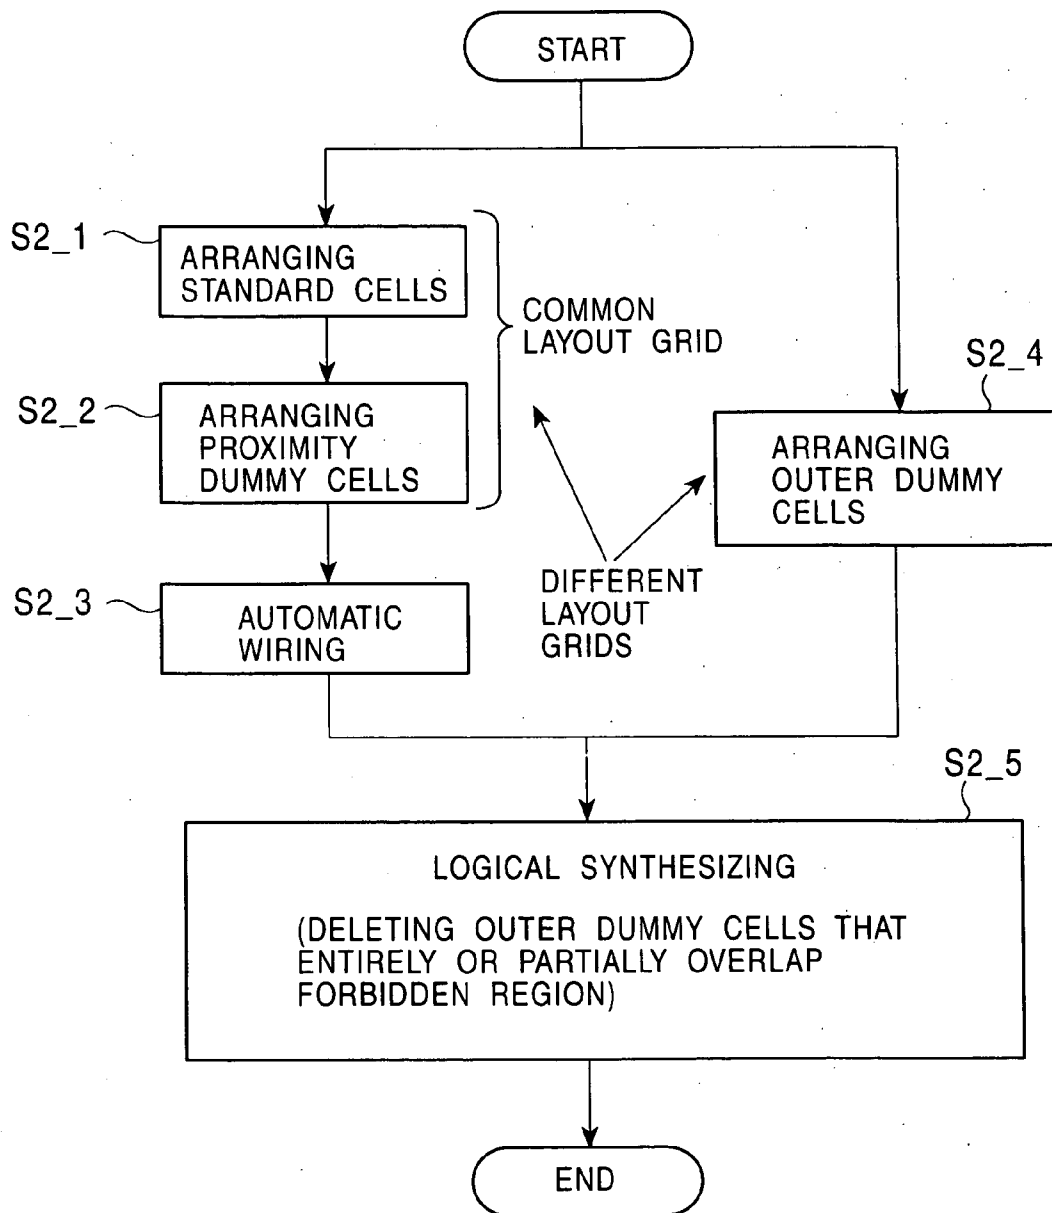 START
S2_1
ARRANGING
STANDARD CELLS
COMMON
LAYOUT GRID
S2_2
ARRANGING
PROXIMITY
DUMMY CELLS
S2_4
ARRANGING
OUTER DUMMY
CELLS
S2_3
AUTOMATIC
WIRING
DIFFERENT
LAYOUT
GRIDS
S2_5
LOGICAL SYNTHESIZING
(DELETING OUTER DUMMY CELLS THAT
ENTIRELY OR PARTIALLY OVERLAP
FORBIDDEN REGION)
END